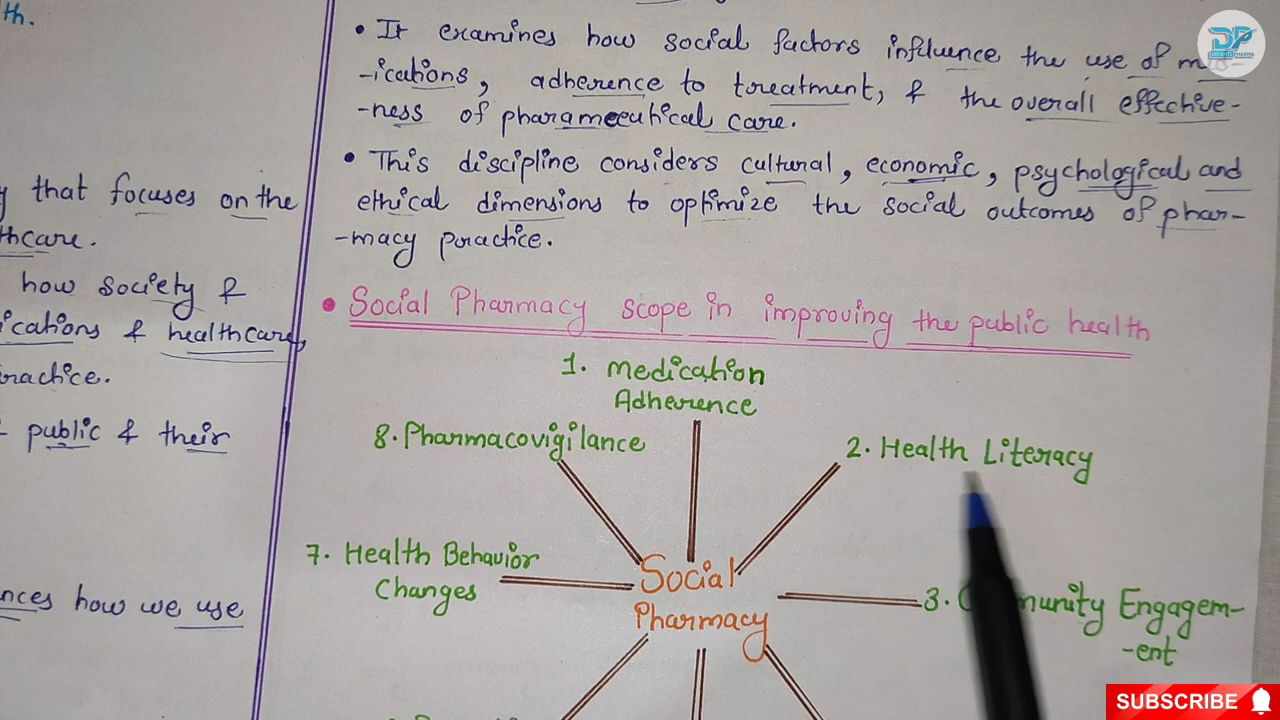 th.
that focuses on the
thcare.
how society &
ications & healthcare,
ractice.
public & their
nces how we use
• It examines how social factors influence the use of
-ications, adherence to treatment, & the overall effective-
-ness of pharameceutical care.
• This discipline considers cultural, economic, psychological and
ethical dimensions to optimize the social outcomes of phar-
-macy practice.
• Social Pharmacy scope in improving the public health
1. Medication
Adherence
8. Pharmacovigilance
2. Health Literacy
7. Health Behavior
Changes
Social
Pharmacy
3. Engagem-
-ent
DP
SUBSCRIBE